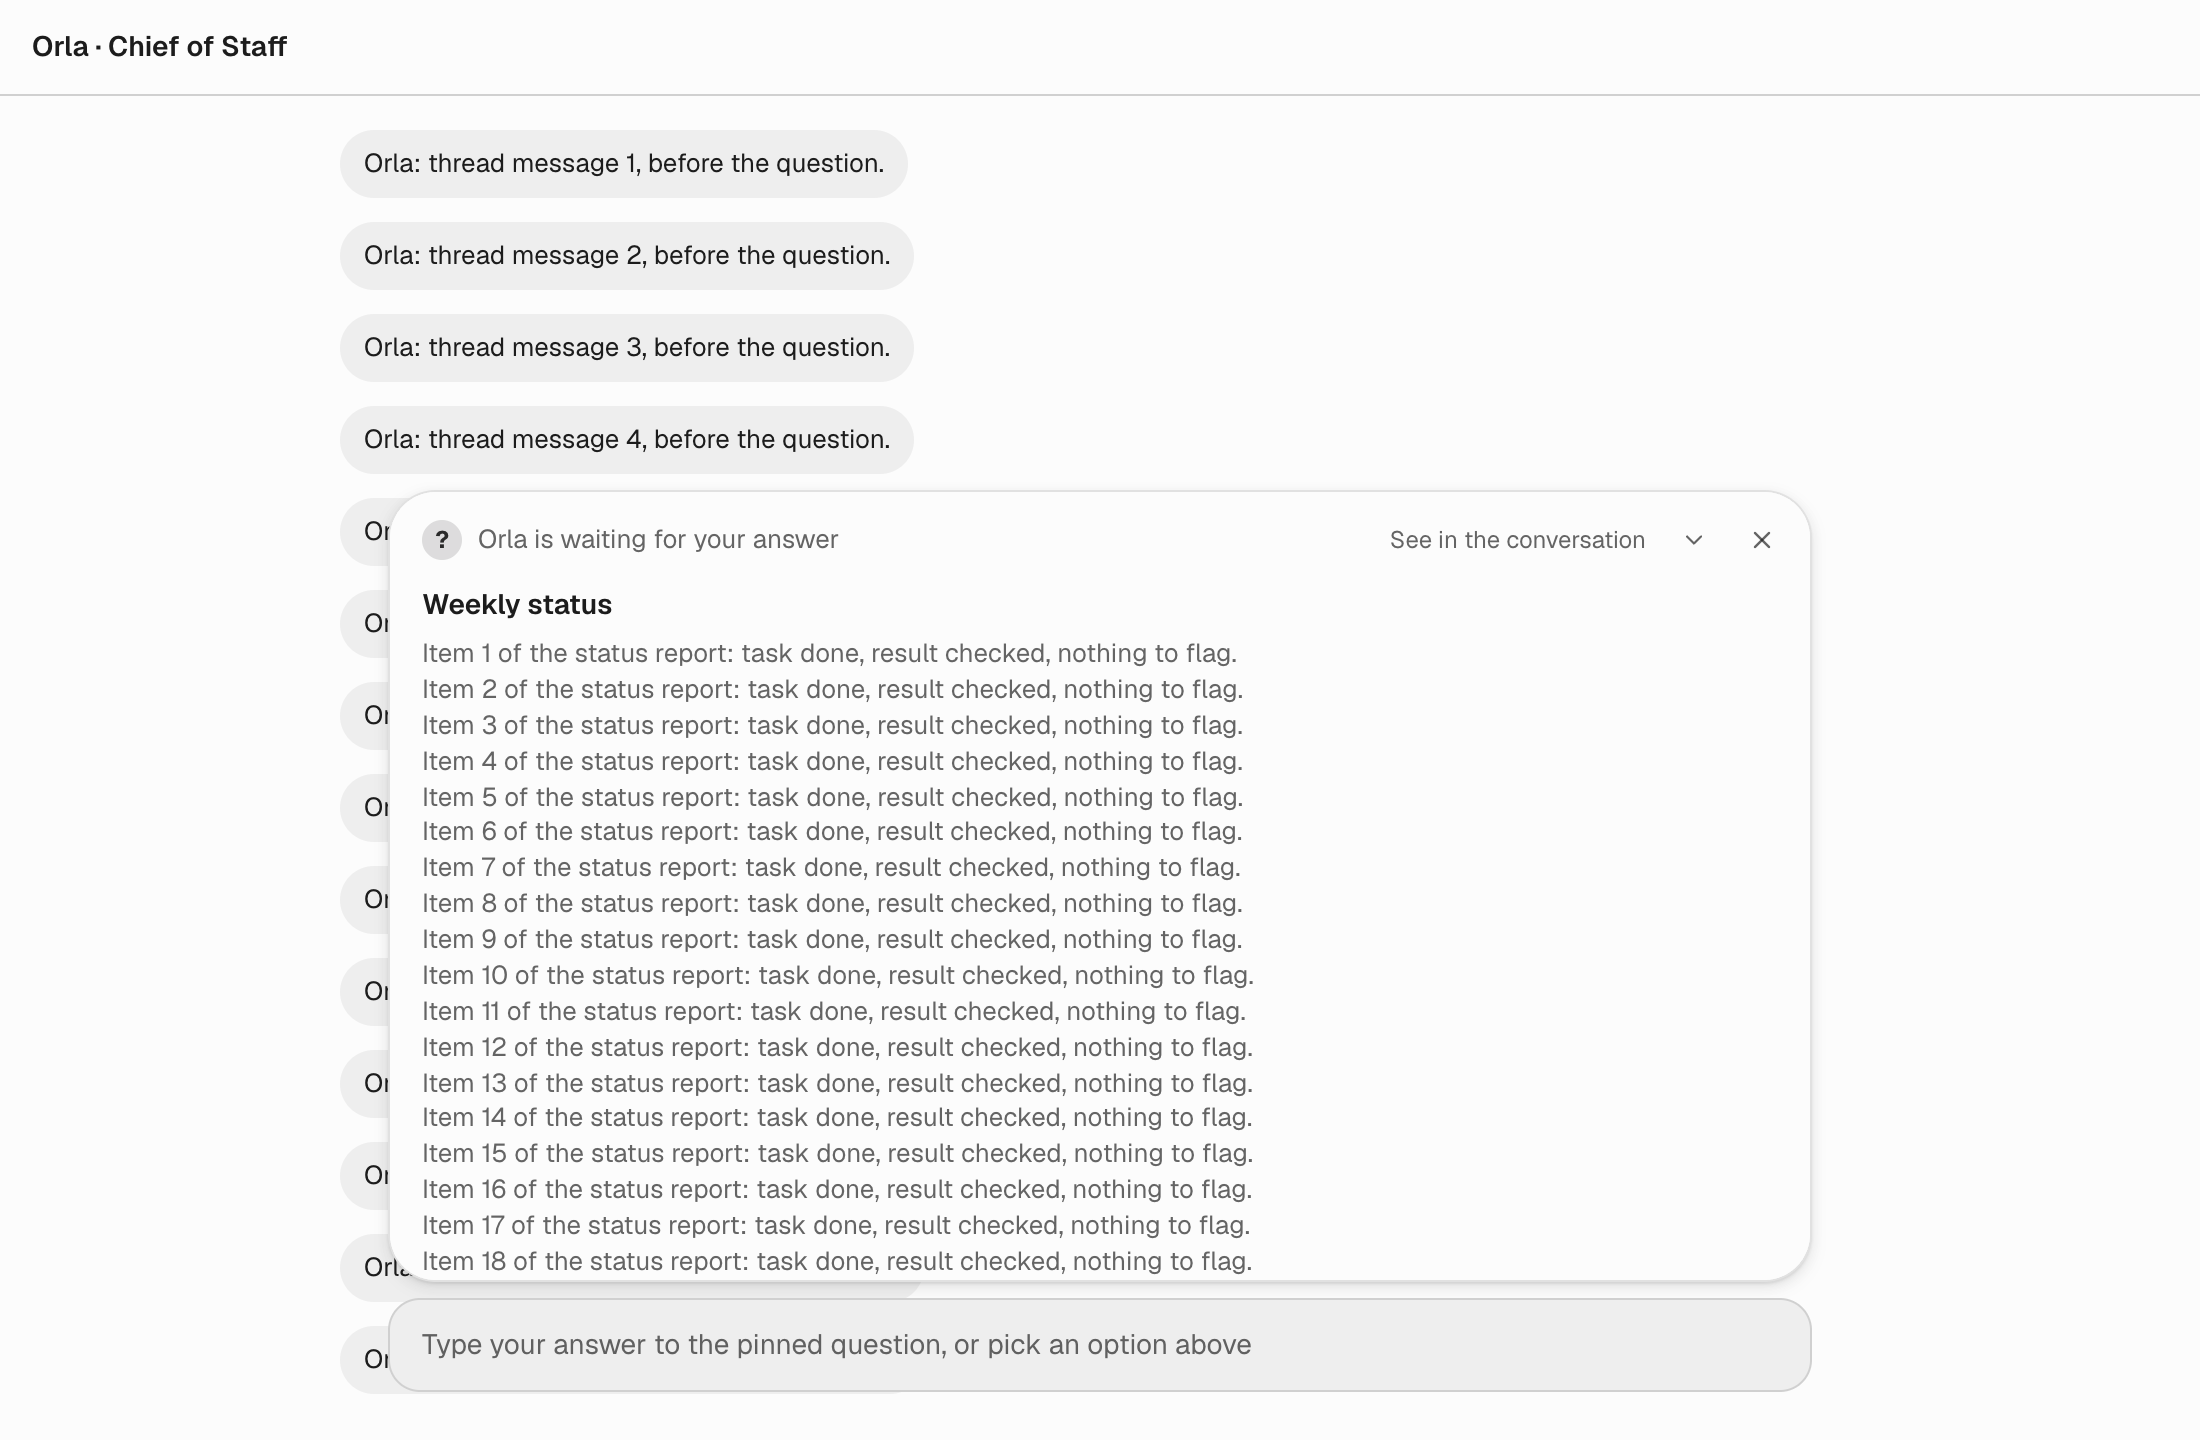 Orla · Chief of Staff
Orla: thread message 1, before the question.
Orla: thread message 2, before the question.
Orla: thread message 3, before the question.
Orla: thread message 4, before the question.
? Orla is waiting for your answer See in the conversation
Weekly status
Item 1 of the status report: task done, result checked, nothing to flag.
Item 2 of the status report: task done, result checked, nothing to flag.
Item 3 of the status report: task done, result checked, nothing to flag.
Item 4 of the status report: task done, result checked, nothing to flag.
Item 5 of the status report: task done, result checked, nothing to flag.
Item 6 of the status report: task done, result checked, nothing to flag.
Item 7 of the status report: task done, result checked, nothing to flag.
Item 8 of the status report: task done, result checked, nothing to flag.
Item 9 of the status report: task done, result checked, nothing to flag.
Item 10 of the status report: task done, result checked, nothing to flag.
Item 11 of the status report: task done, result checked, nothing to flag.
Item 12 of the status report: task done, result checked, nothing to flag.
Item 13 of the status report: task done, result checked, nothing to flag.
Item 14 of the status report: task done, result checked, nothing to flag.
Item 15 of the status report: task done, result checked, nothing to flag.
Item 16 of the status report: task done, result checked, nothing to flag.
Item 17 of the status report: task done, result checked, nothing to flag.
Item 18 of the status report: task done, result checked, nothing to flag.
Type your answer to the pinned question, or pick an option above